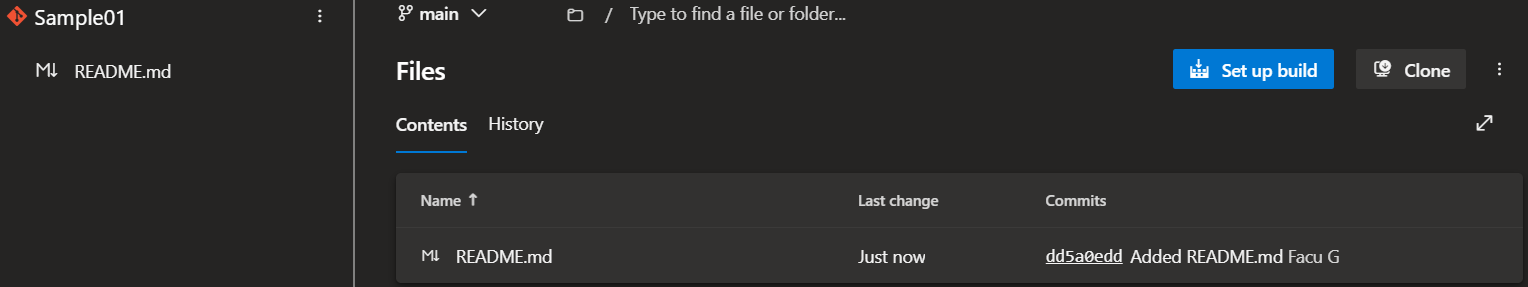 Sample01
README.md
main / Type to find a file or folder...
Files
Set up build
Clone
Contents History
Name ↑ Last change Commits
M↓ README.md Just now dd5a0edd Added README.md Facu G